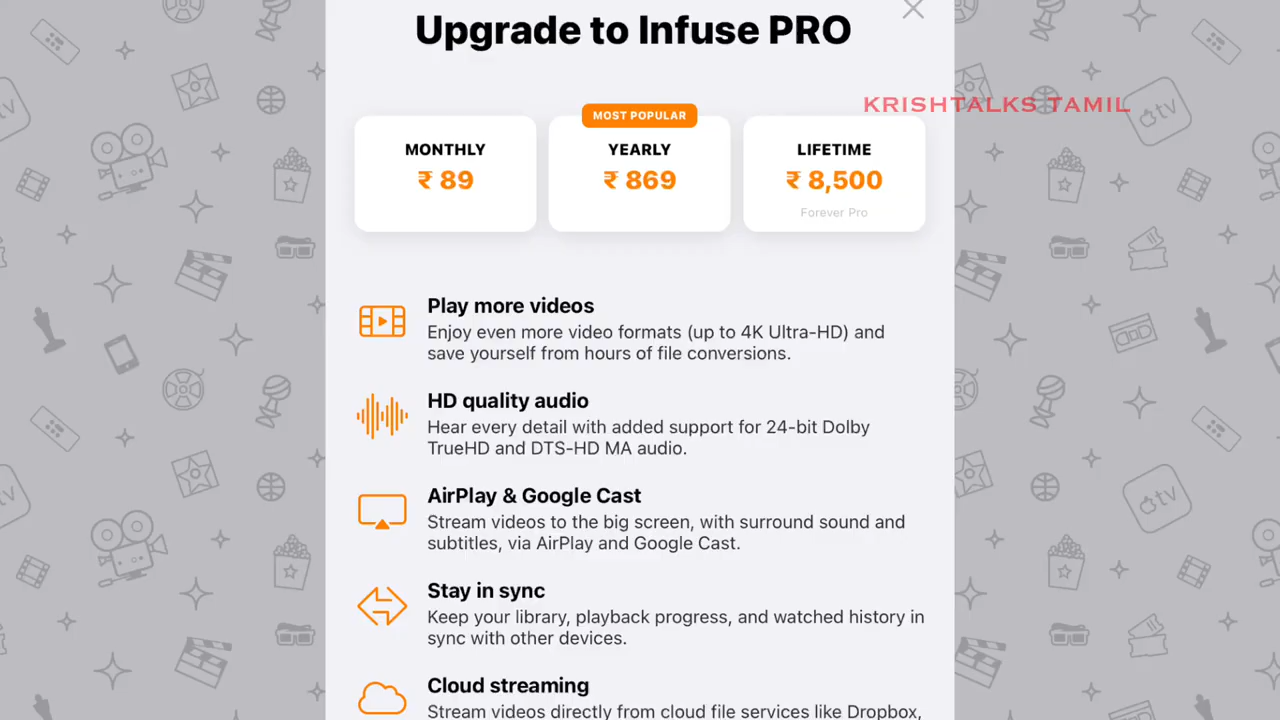 Upgrade to Infuse PRO
KRISHTALKS TAMIL
MOST POPULAR
MONTHLY
₹ 89
YEARLY
₹ 869
LIFETIME
₹ 8,500
Forever Pro
Play more videos
Enjoy even more video formats (up to 4K Ultra-HD) and
save yourself from hours of file conversions.
HD quality audio
Hear every detail with added support for 24-bit Dolby
TrueHD and DTS-HD MA audio.
AirPlay & Google Cast
Stream videos to the big screen, with surround sound and
subtitles, via AirPlay and Google Cast.
Stay in sync
Keep your library, playback progress, and watched history in
sync with other devices.
Cloud streaming
Stream videos directly from cloud file services like Dropbox,
tv
tv
tv
tv